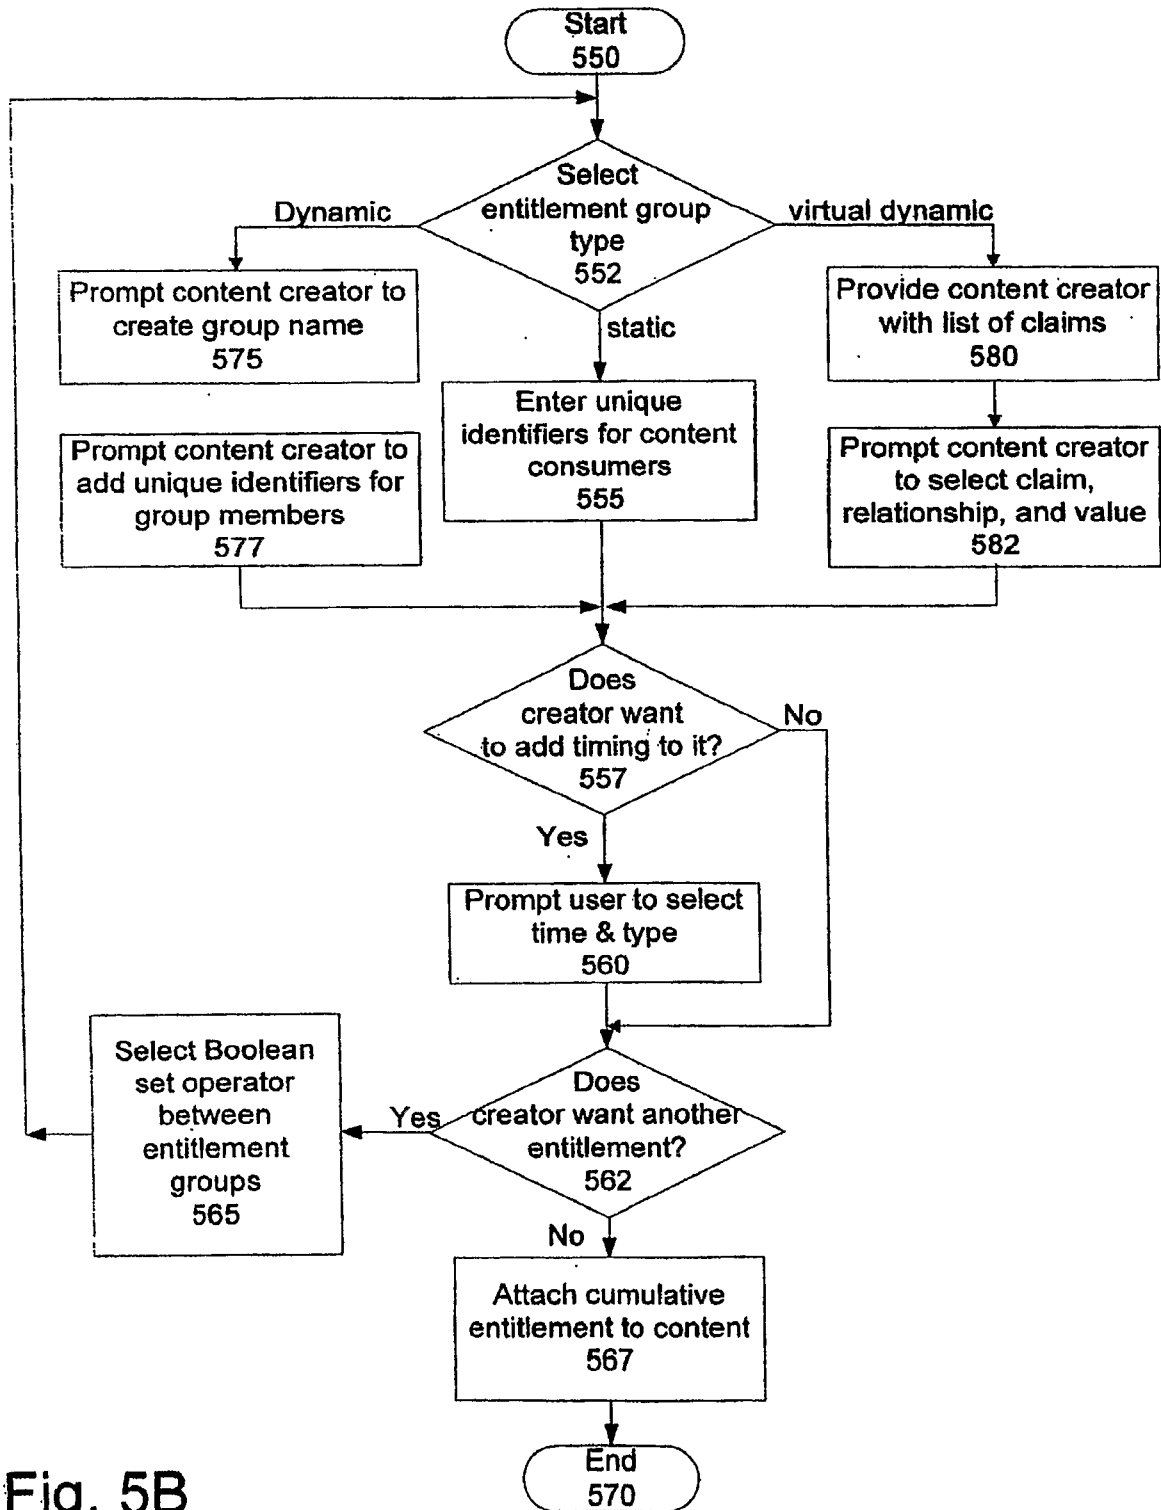 Start
550
Select
entitlement group
type
552
Dynamic
virtual dynamic
static
Prompt content creator to
create group name
575
Prompt content creator to
add unique identifiers for
group members
577
Enter unique
identifiers for content
consumers
555
Provide content creator
with list of claims
580
Prompt content creator
to select claim,
relationship, and value
582
Does
creator want
to add timing to it?
557
No
Yes
Prompt user to select
time & type
560
Does
creator want another
entitlement?
562
Yes
Select Boolean
set operator
between
entitlement
groups
565
No
Attach cumulative
entitlement to content
567
End
570
Fig. 5B